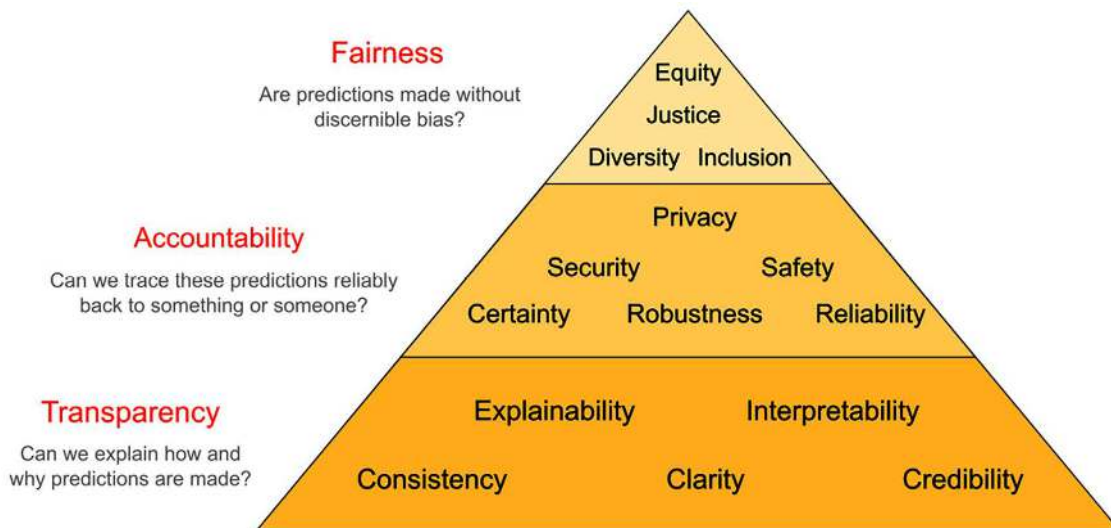 Fairness
Are predictions made without
discernible bias?
Equity
Justice
Diversity Inclusion
Accountability
Can we trace these predictions reliably
back to something or someone?
Privacy
Security Safety
Certainty Robustness Reliability
Transparency
Can we explain how and
why predictions are made?
Explainability Interpretability
Consistency Clarity Credibility